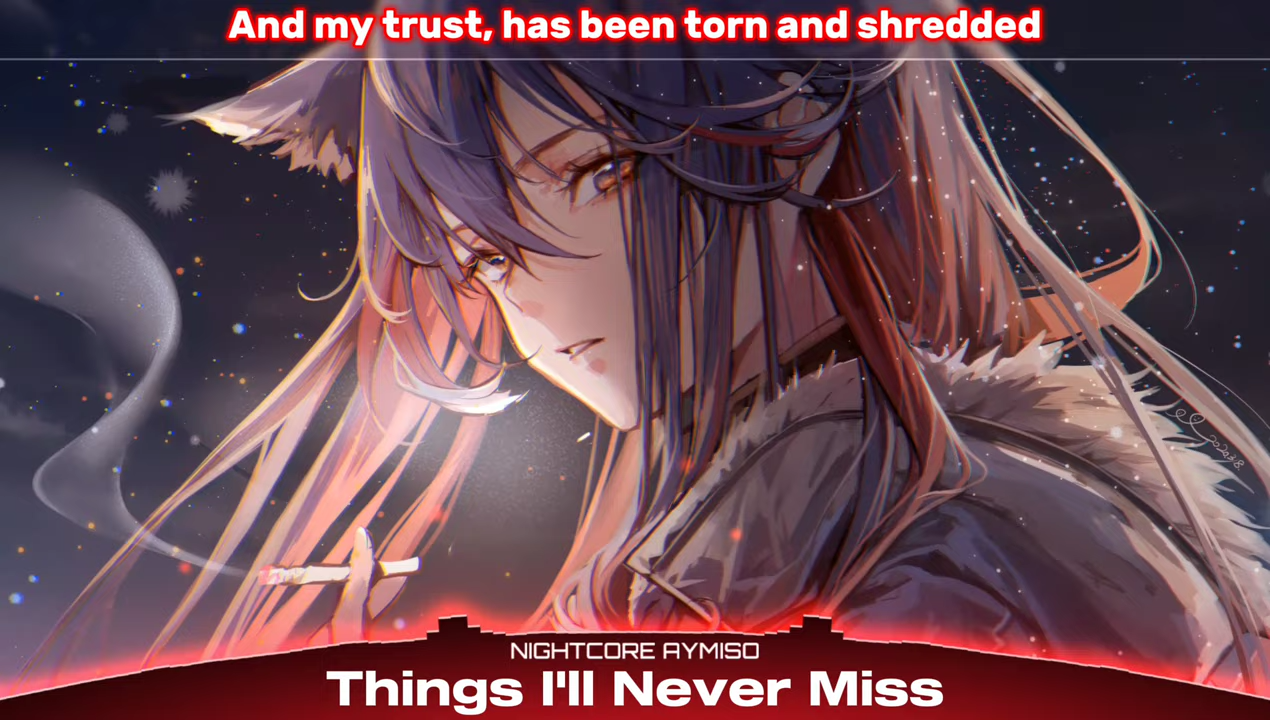 And my trust, has been torn and shredded
NIGHTCORE AYMISO
Things I'll Never Miss